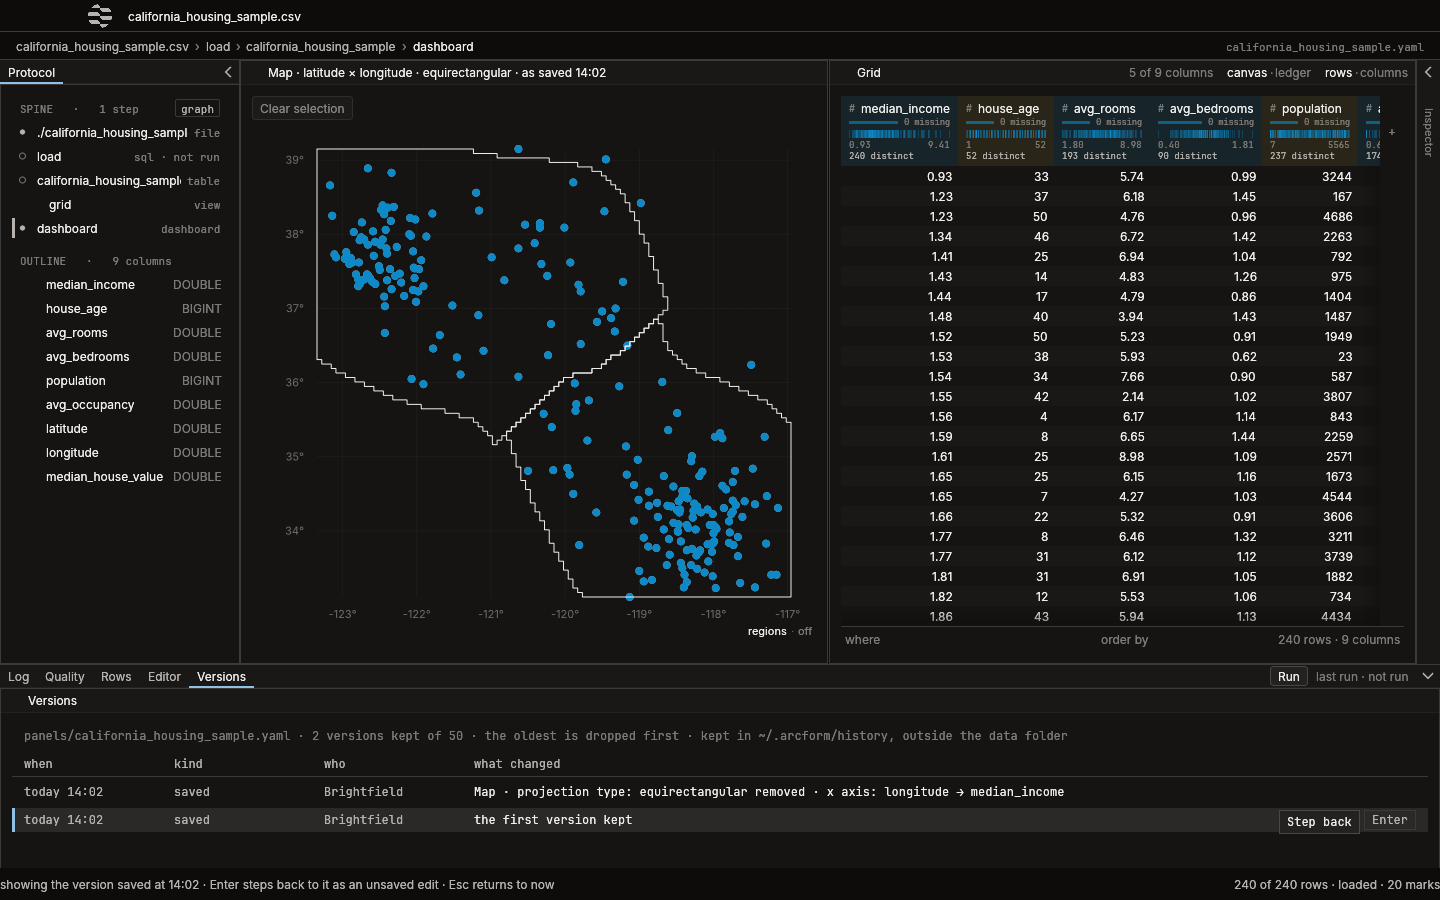 california_housing_sample.csv
california_housing_sample.csv › load › california_housing_sample › dashboard
california_housing_sample.yaml
Protocol
SPINE · 1 step graph
./california_housing_sampl file
load sql · not run
california_housing_sampl table
grid view
dashboard dashboard
OUTLINE · 9 columns
median_income DOUBLE
house_age BIGINT
avg_rooms DOUBLE
avg_bedrooms DOUBLE
population BIGINT
avg_occupancy DOUBLE
latitude DOUBLE
longitude DOUBLE
median_house_value DOUBLE
Map · latitude × longitude · equirectangular · as saved 14:02
Clear selection
39°
38°
37°
36°
35°
34°
-123° -122° -121° -120° -119° -118° -117°
regions · off
Grid
5 of 9 columns canvas · ledger rows · columns
# median_income # house_age # avg_rooms # avg_bedrooms # population # a
0 missing 0 missing 0 missing 0 missing 0 missing
0.93 9.41 1 52 1.80 8.98 0.40 1.81 7 5565 0.6
240 distinct 52 distinct 193 distinct 90 distinct 237 distinct 174
+
0.93 33 5.74 0.99 3244
1.23 37 6.18 1.45 167
1.23 50 4.76 0.96 4686
1.34 46 6.72 1.42 2263
1.41 25 6.94 1.04 792
1.43 14 4.83 1.26 975
1.44 17 4.79 0.86 1404
1.48 40 3.94 1.43 1487
1.52 50 5.23 0.91 1949
1.53 38 5.93 0.62 23
1.54 34 7.66 0.90 587
1.55 42 2.14 1.02 3807
1.56 4 6.17 1.14 843
1.59 8 6.65 1.44 2259
1.61 25 8.98 1.09 2571
1.65 25 6.15 1.16 1673
1.65 7 4.27 1.03 4544
1.66 22 5.32 0.91 3606
1.77 8 6.46 1.32 3211
1.77 31 6.12 1.12 3739
1.81 31 6.91 1.05 1882
1.82 12 5.53 1.06 734
1.86 43 5.94 1.13 4434
where order by 240 rows · 9 columns
Inspector
Log Quality Rows Editor Versions
Run last run · not run
Versions
panels/california_housing_sample.yaml · 2 versions kept of 50 · the oldest is dropped first · kept in ~/.arcform/history, outside the data folder
when kind who what changed
today 14:02 saved Brightfield Map · projection type: equirectangular removed · x axis: longitude → median_income
today 14:02 saved Brightfield the first version kept Step back Enter
showing the version saved at 14:02 · Enter steps back to it as an unsaved edit · Esc returns to now
240 of 240 rows · loaded · 20 marks